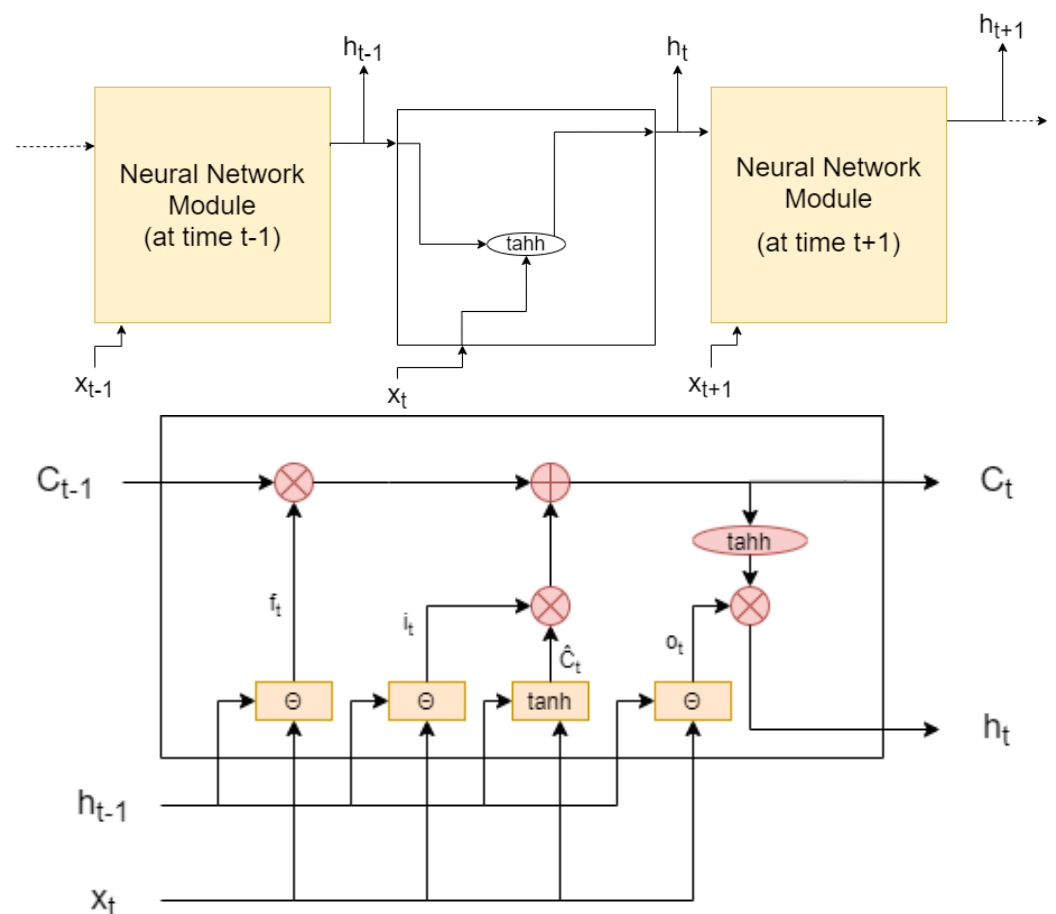 h_{t-1}
h_t
h_{t+1}
Neural Network
Module
(at time t-1)
tahh
Neural Network
Module
(at time t+1)
x_{t-1}
x_t
x_{t+1}
C_{t-1}
C_t
tahh
f_t
i_t
Ĉ_t
o_t
Θ
Θ
tanh
Θ
h_t
h_{t-1}
x_t